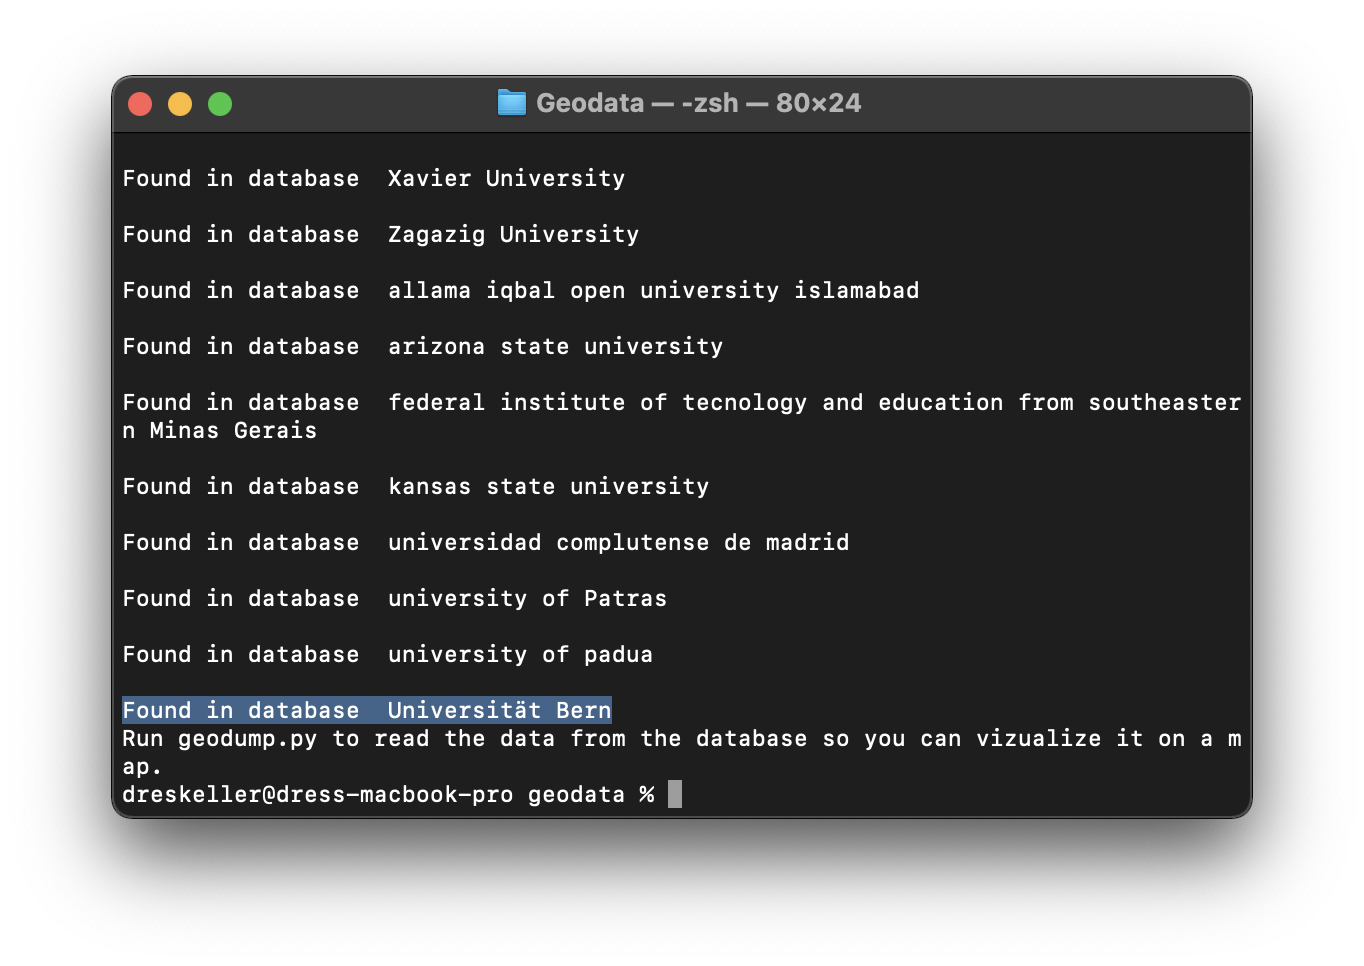 Geodata — -zsh — 80×24
Found in database  Xavier University
Found in database  Zagazig University
Found in database  allama iqbal open university islamabad
Found in database  arizona state university
Found in database  federal institute of tecnology and education from southeaster
n Minas Gerais
Found in database  kansas state university
Found in database  universidad complutense de madrid
Found in database  university of Patras
Found in database  university of padua
Found in database  Universität Bern
Run geodump.py to read the data from the database so you can vizualize it on a m
ap.
dreskeller@dress-macbook-pro geodata %